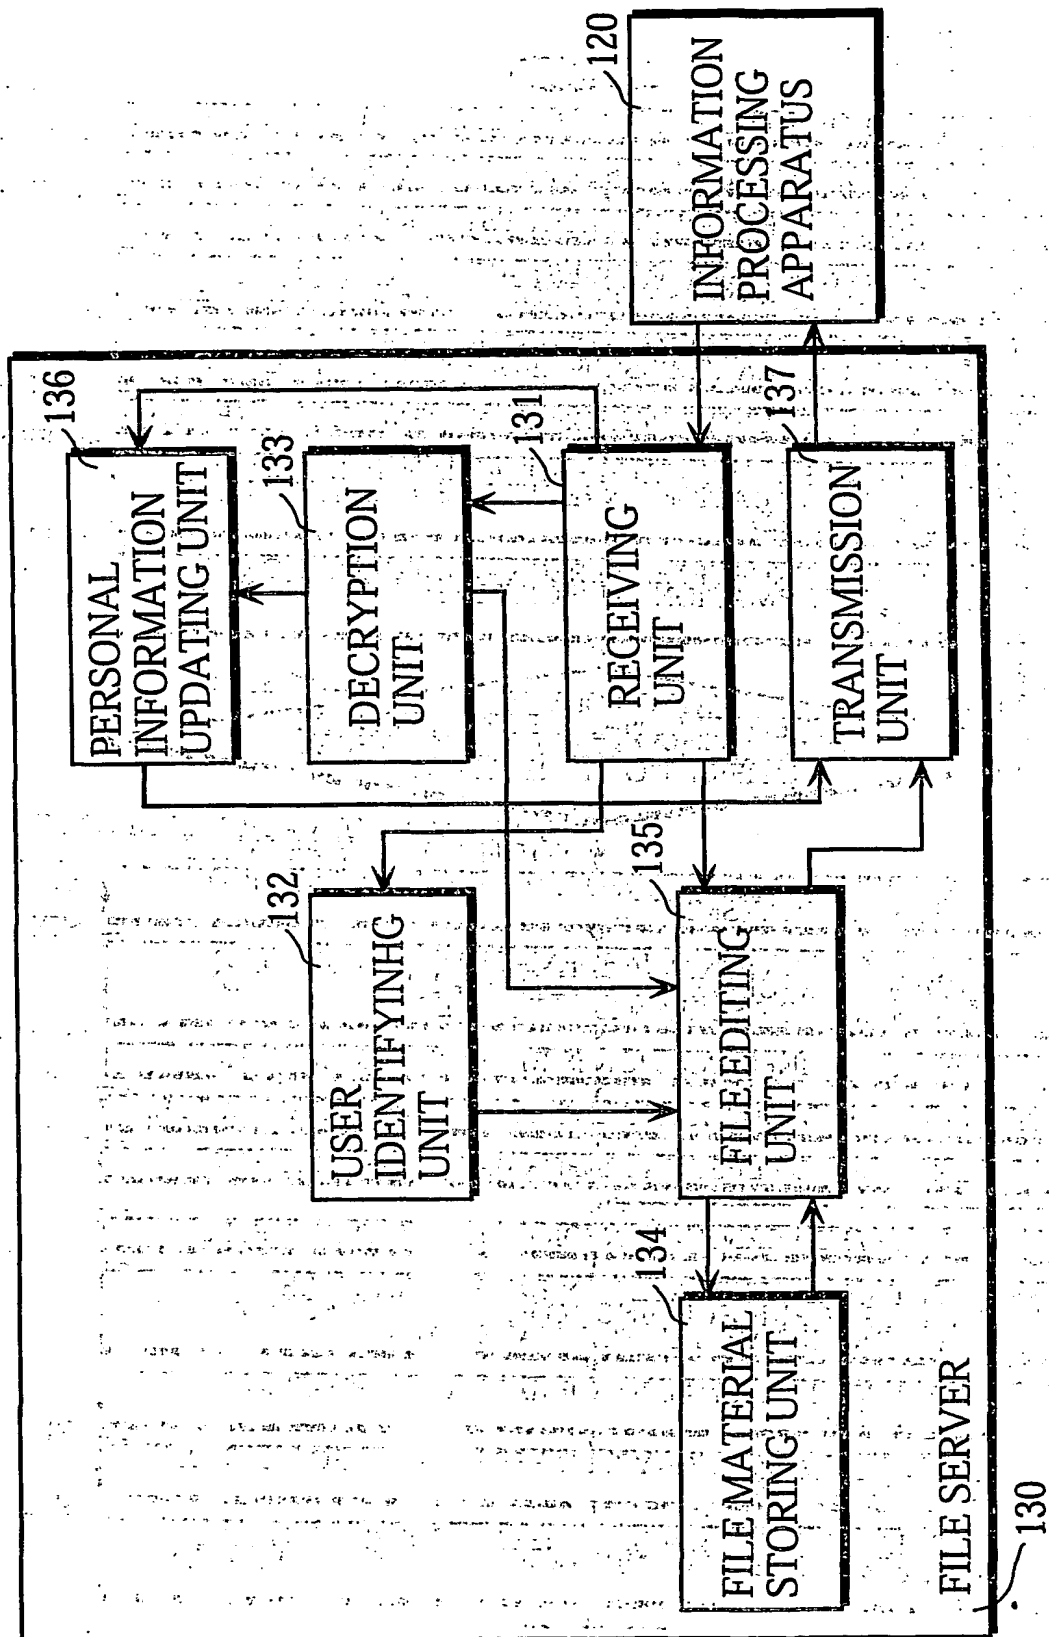 136
PERSONAL
INFORMATION
UPDATING UNIT
133
DECRYPTION
UNIT
131
RECEIVING
UNIT
137
TRANSMISSION
UNIT
120
INFORMATION
PROCESSING
APPARATUS
132
USER
IDENTIFYINHG
UNIT
135
FILE EDITING
UNIT
134
FILE MATERIAL
STORING UNIT
FILE SERVER
130